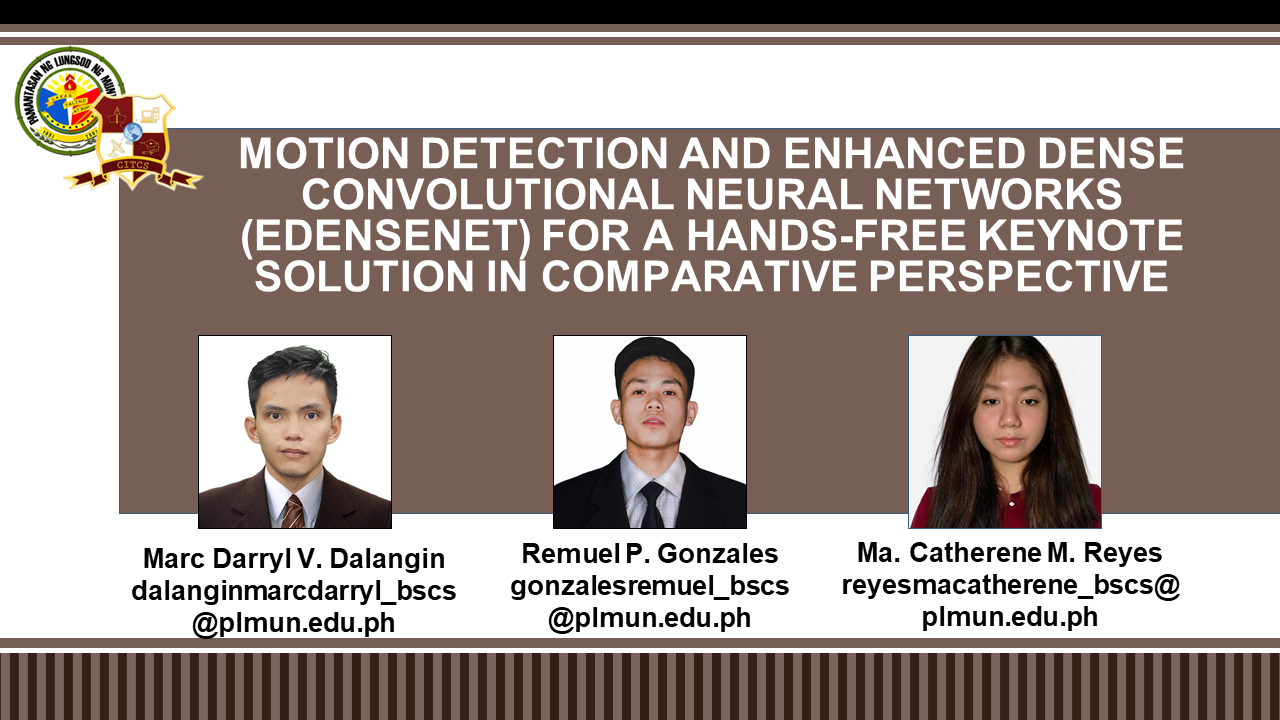 PAMANTASAN NG LUNGSOD NG MUNT
1991
CITCS
MOTION DETECTION AND ENHANCED DENSE
CONVOLUTIONAL NEURAL NETWORKS
(EDENSENET) FOR A HANDS-FREE KEYNOTE
SOLUTION IN COMPARATIVE PERSPECTIVE
Marc Darryl V. Dalangin
dalanginmarcdarryl_bscs
@plmun.edu.ph
Remuel P. Gonzales
gonzalesremuel_bscs
@plmun.edu.ph
Ma. Catherene M. Reyes
reyesmacatherene_bscs@
plmun.edu.ph